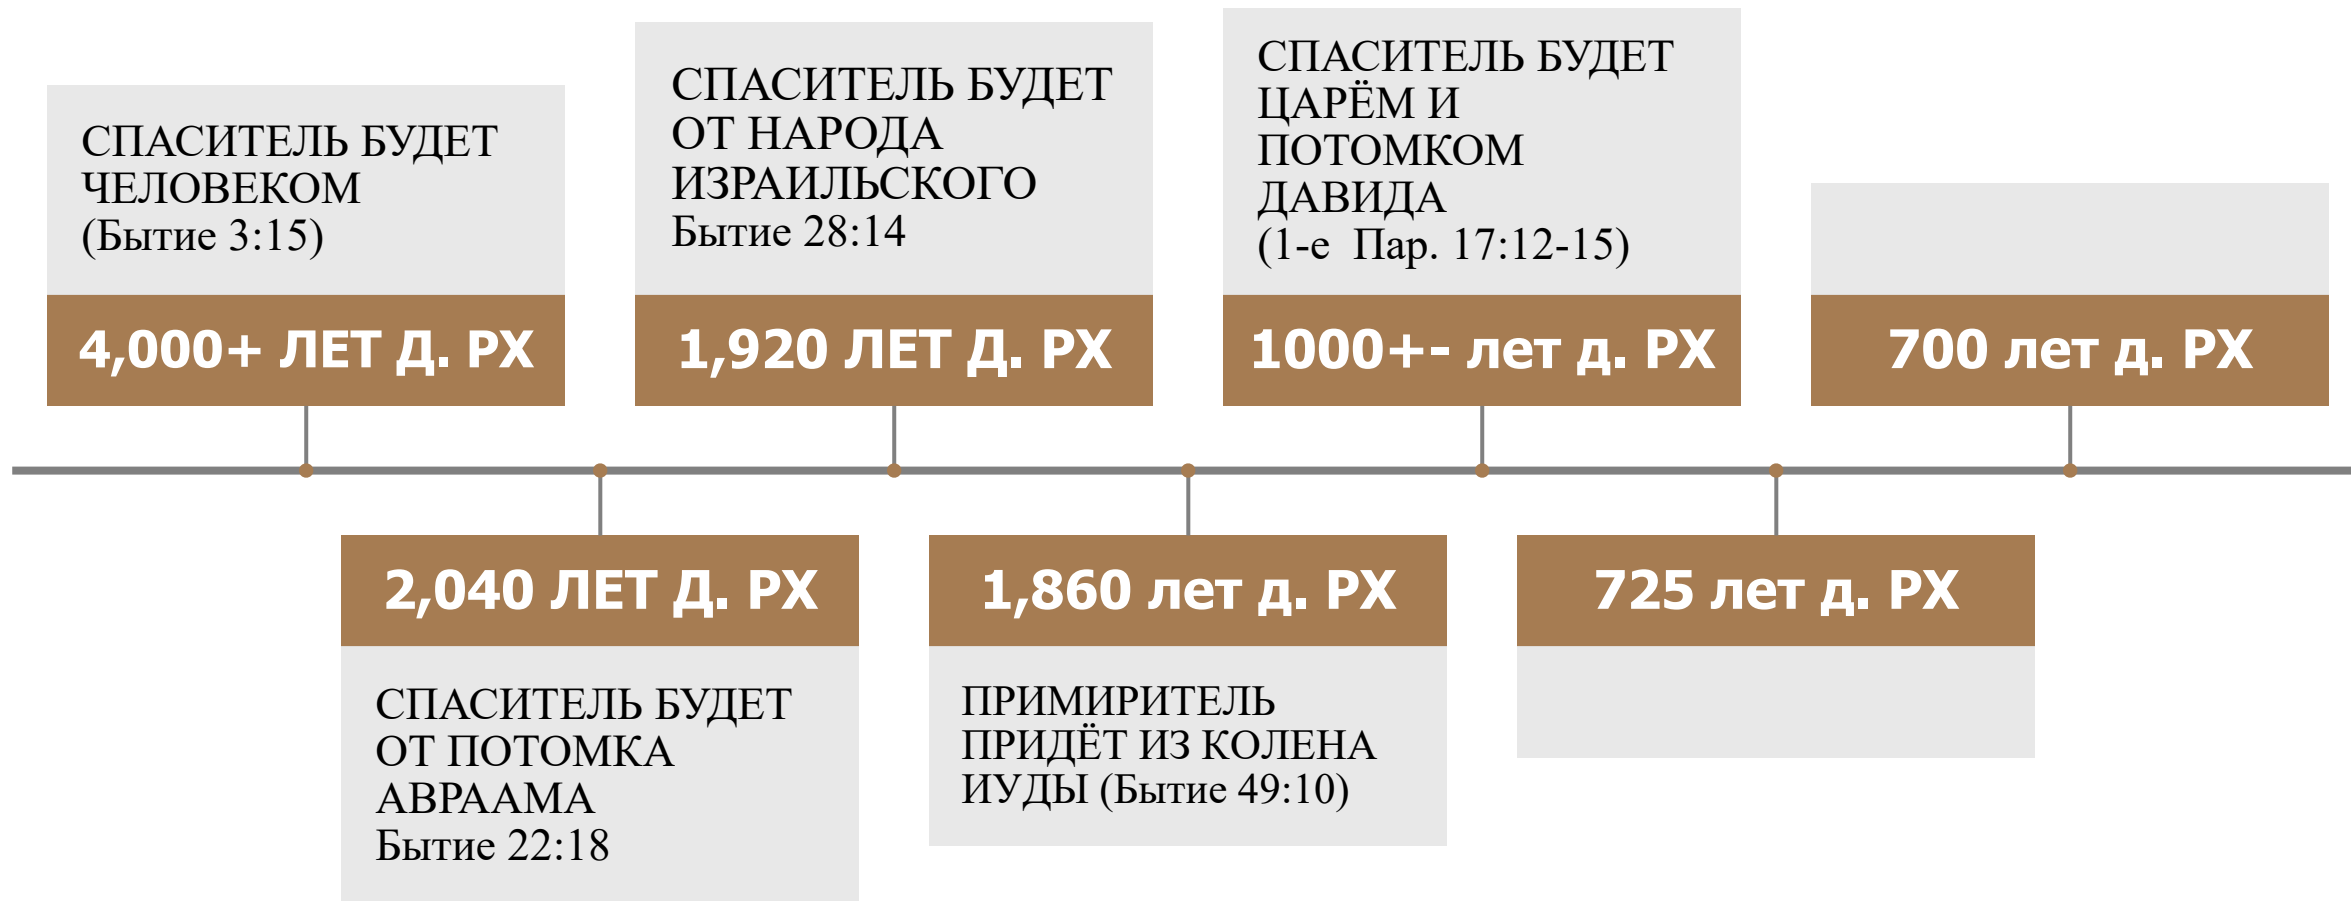 СПАСИТЕЛЬ БУДЕТ
ЧЕЛОВЕКОМ
(Бытие 3:15)
4,000+ ЛЕТ Д. РХ
СПАСИТЕЛЬ БУДЕТ
ОТ НАРОДА
ИЗРАИЛЬСКОГО
Бытие 28:14
1,920 ЛЕТ Д. РХ
СПАСИТЕЛЬ БУДЕТ
ЦАРЁМ И
ПОТОМКОМ
ДАВИДА
(1-е  Пар. 17:12-15)
1000+- лет д. РХ
700 лет д. РХ
2,040 ЛЕТ Д. РХ
СПАСИТЕЛЬ БУДЕТ
ОТ ПОТОМКА
АВРААМА
Бытие 22:18
1,860 лет д. РХ
ПРИМИРИТЕЛЬ
ПРИДЁТ ИЗ КОЛЕНА
ИУДЫ (Бытие 49:10)
725 лет д. РХ